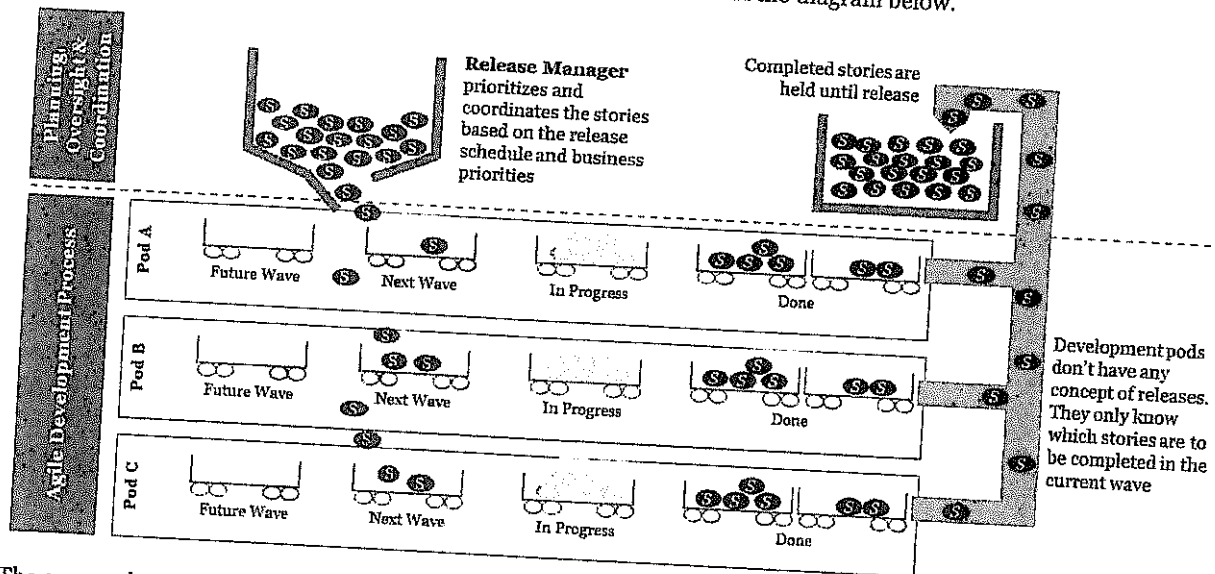 the diagram below.
Planning,
Oversight &
Coordination
Release Manager
prioritizes and
coordinates the stories
based on the release
schedule and business
priorities
Completed stories are
held until release
Agile Development Process
Pod A
Future Wave
Next Wave
In Progress
Done
Pod B
Future Wave
Next Wave
In Progress
Done
Pod C
Future Wave
Next Wave
In Progress
Done
Development pods
don't have any
concept of releases.
They only know
which stories are to
be completed in the
current wave
The